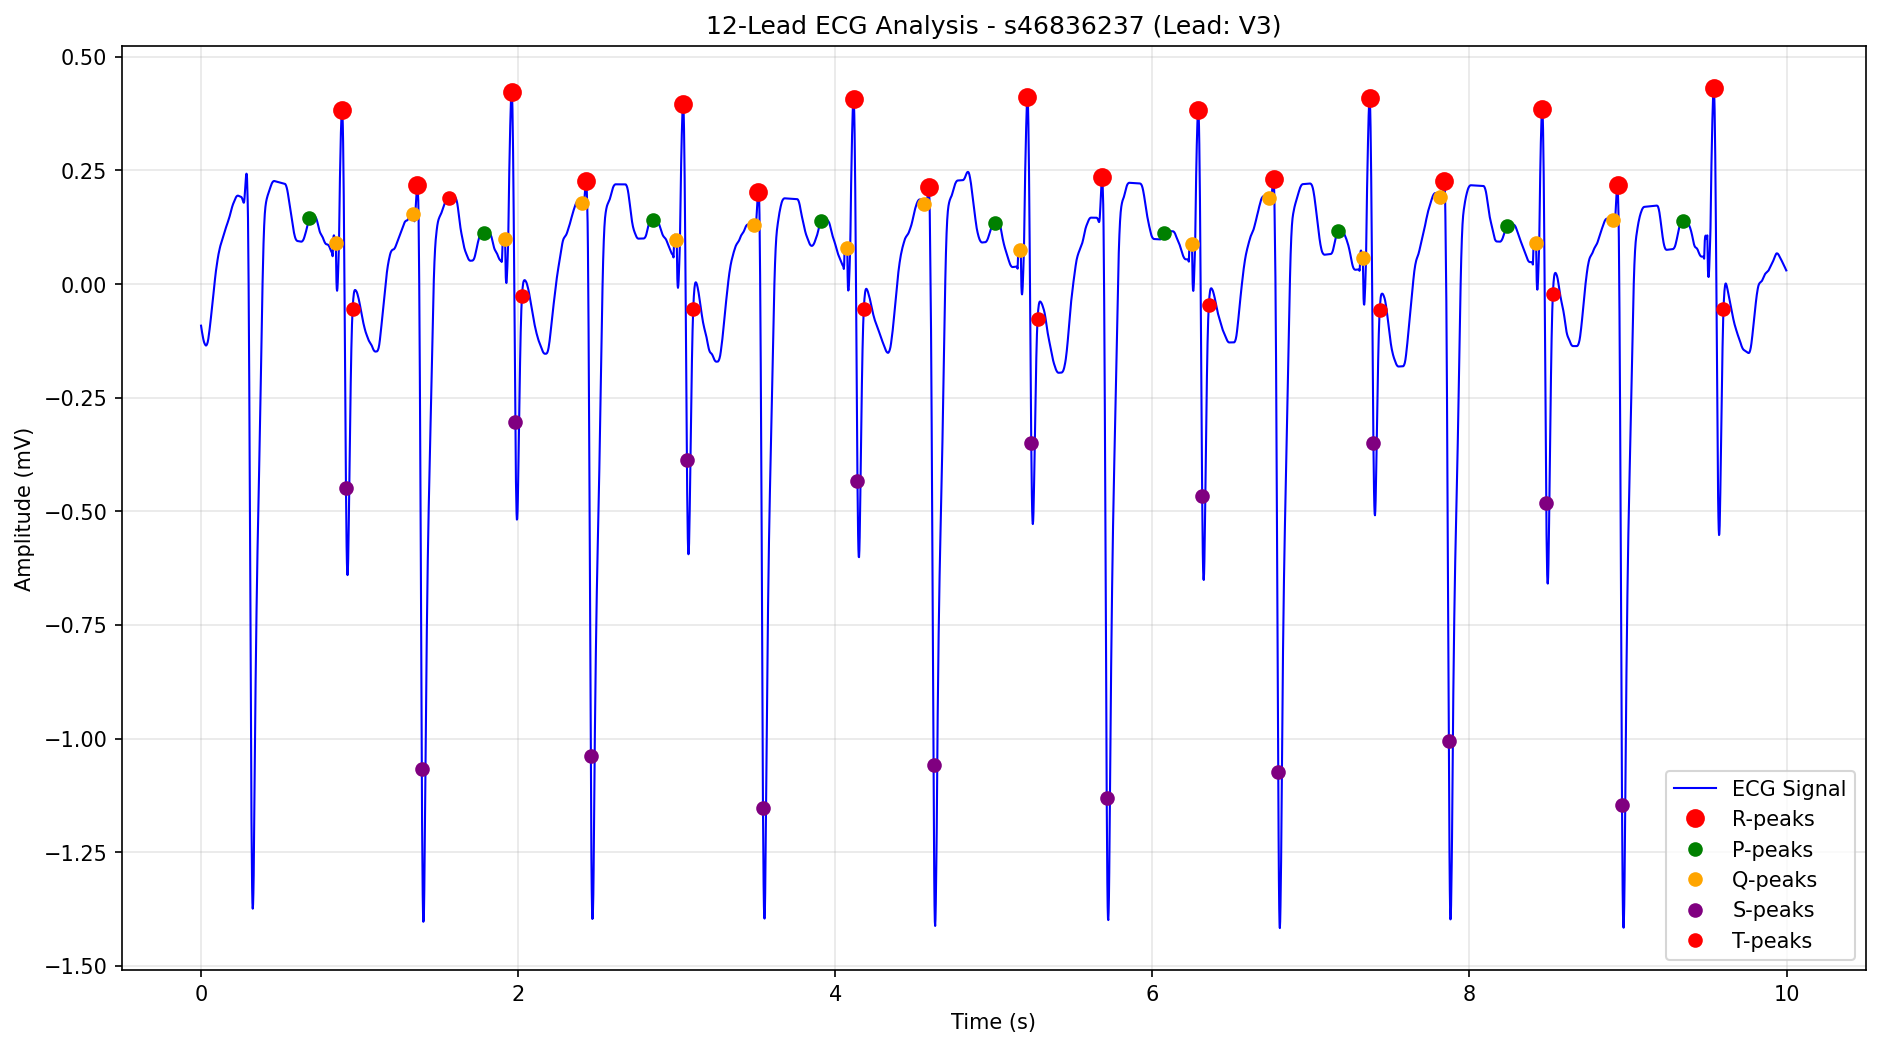 12-Lead ECG Analysis - s46836237 (Lead: V3)
0.50
0.25
0.00
−0.25
−0.50
−0.75
−1.00
−1.25
−1.50
Amplitude (mV)
0
2
4
6
8
10
Time (s)
ECG Signal
R-peaks
P-peaks
Q-peaks
S-peaks
T-peaks